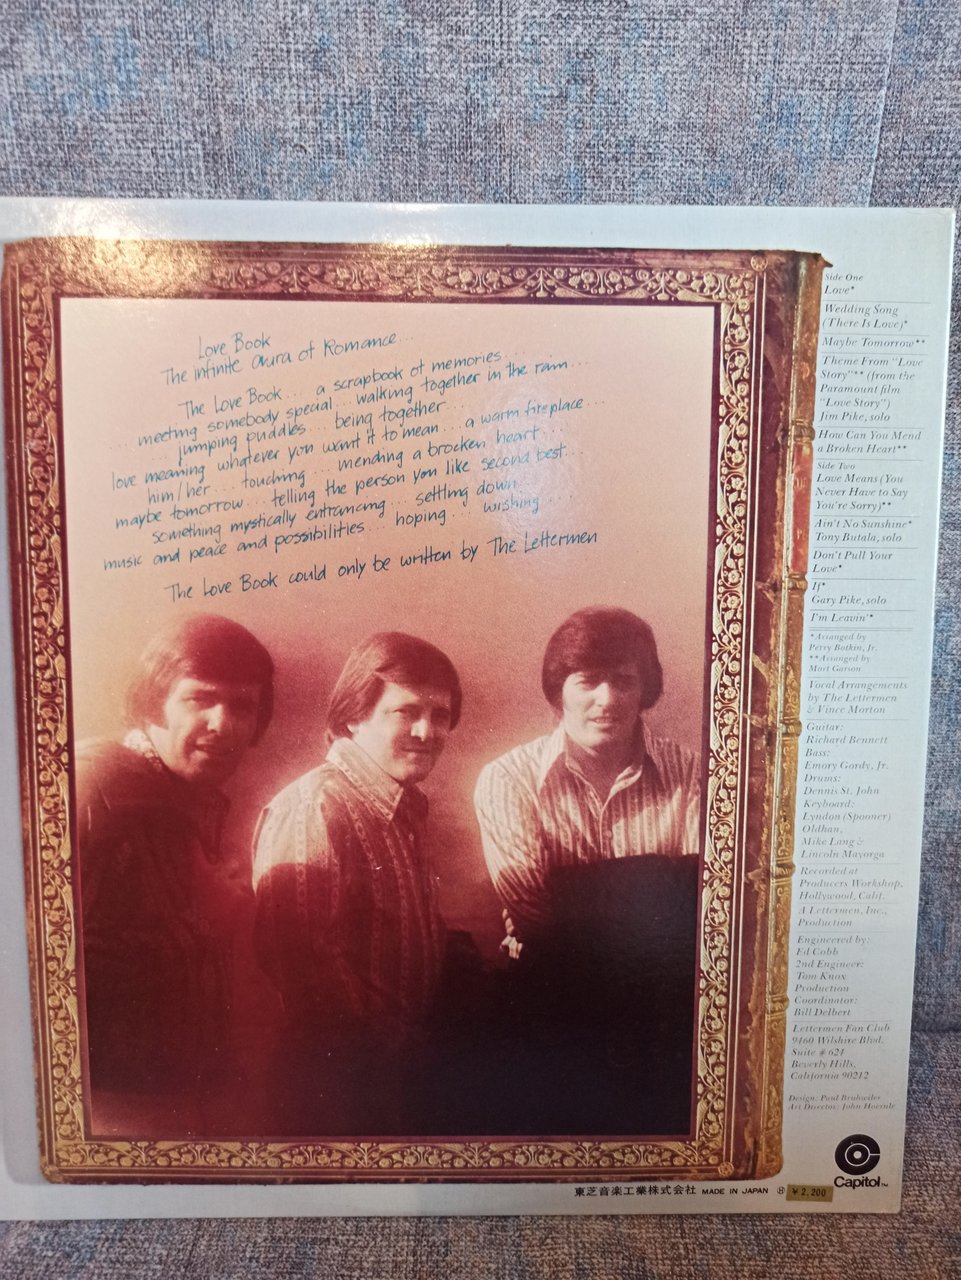 Love Book
The Infinite Aura of Romance...
The Love Book... a scrapbook of memories...
... meeting somebody special... walking together in the rain...
... jumping puddles... being together...
love meaning whatever you want it to mean... a warm fireplace...
him/her... touching... mending a brocken heart...
maybe tomorrow... telling the person you like second best...
something mystically entrancing... settling down...
music and peace and possibilities... hoping... wishing...
The Love Book could only be written by The Lettermen
Side One
Love*
Wedding Song
(There Is Love)*
Maybe Tomorrow**
Theme From "Love
Story"** (from the
Paramount film
"Love Story")
Jim Pike, solo
How Can You Mend
a Broken Heart**
Side Two
Love Means (You
Never Have to Say
You're Sorry)**
Ain't No Sunshine*
Tony Butala, solo
Don't Pull Your
Love*
If*
Gary Pike, solo
I'm Leavin'*
*Arranged by
Perry Botkin, Jr.
**Arranged by
Mort Garson
Vocal Arrangements
by The Lettermen
& Vince Morton
Guitar:
Richard Bennett
Bass:
Emory Gordy, Jr.
Drums:
Dennis St. John
Keyboard:
Lyndon (Spooner)
Oldhan,
Mike Lang &
Lincoln Mayorga
Recorded at
Producers Workshop,
Hollywood, Calif.
A Lettermen, Inc.,
Production
Engineered by:
Ed Cobb
2nd Engineer:
Tom Knox
Production
Coordinator:
Bill Delbert
Lettermen Fan Club
9460 Wilshire Blvd.
Suite # 624
Beverly Hills,
California 90212
Design: Paul Bruhwiler
Art Director: John Hoernle
Capitol™
東芝音楽工業株式会社 MADE IN JAPAN Ⓗ ¥2,200